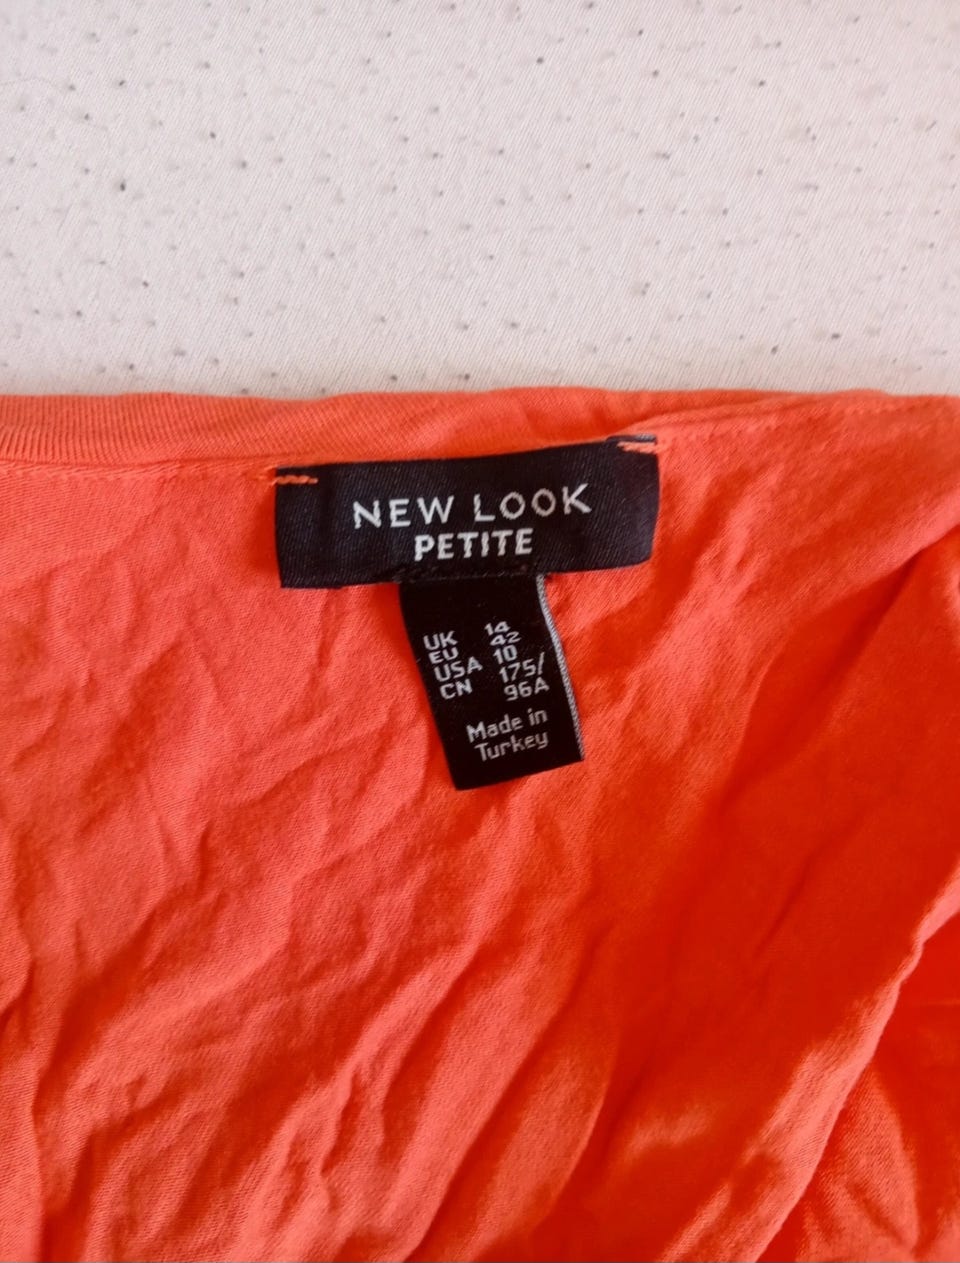 NEW LOOK
PETITE
UK 14
EU 42
USA 10
CN 175/
96A
Made in
Turkey